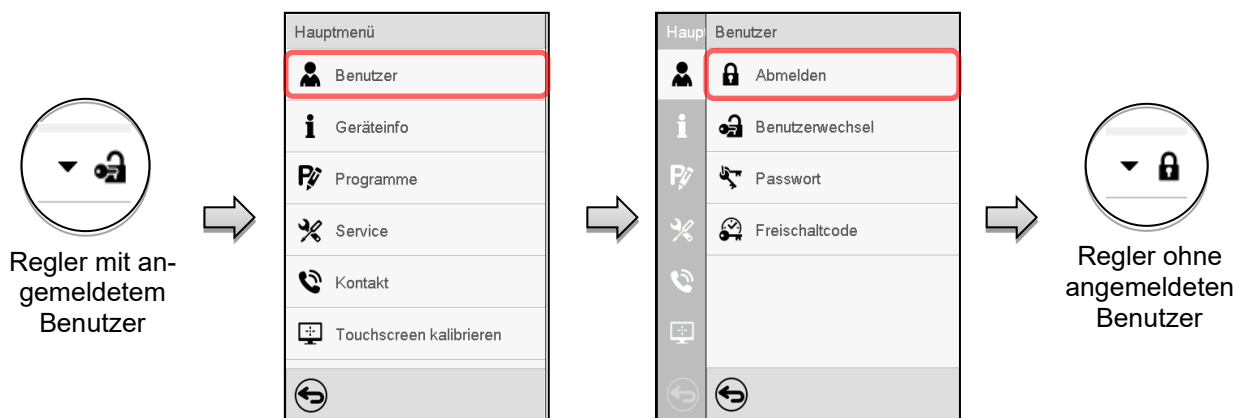 Regler mit an-
gemeldetem
Benutzer
Hauptmenü
Benutzer
Geräteinfo
Programme
Service
Kontakt
Touchscreen kalibrieren
Haup
Benutzer
Abmelden
Benutzerwechsel
Passwort
Freischaltcode
Regler ohne
angemeldeten
Benutzer